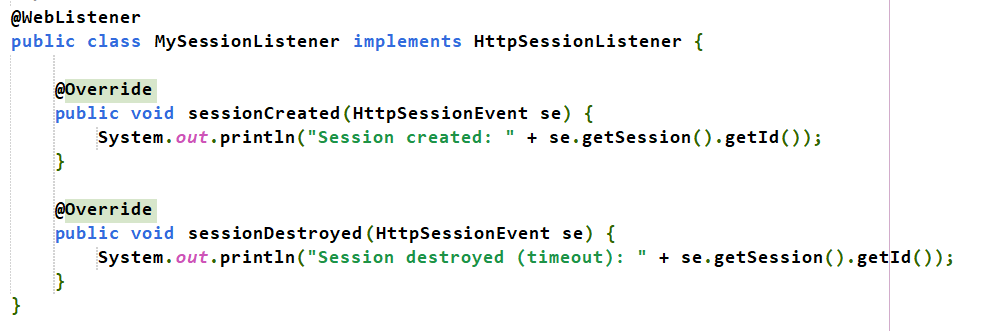 @WebListener
public class MySessionListener implements HttpSessionListener {
@Override
public void sessionCreated(HttpSessionEvent se) {
System.out.println("Session created: " + se.getSession().getId());
}
@Override
public void sessionDestroyed(HttpSessionEvent se) {
System.out.println("Session destroyed (timeout): " + se.getSession().getId());
}
}